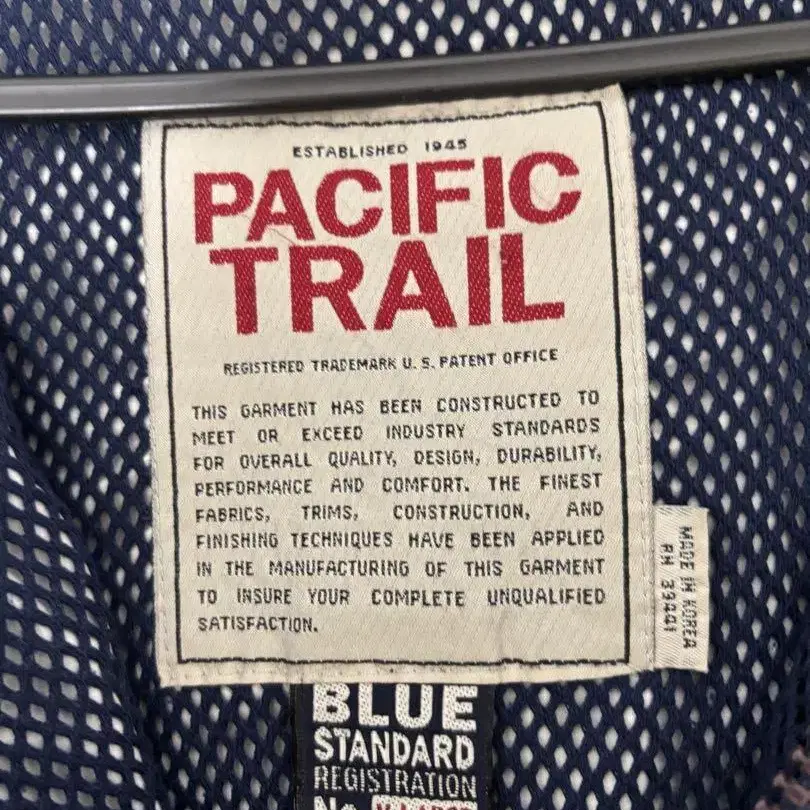 ESTABLISHED 1945
PACIFIC
TRAIL
REGISTERED TRADEMARK U. S. PATENT OFFICE
THIS GARMENT HAS BEEN CONSTRUCTED TO
MEET OR EXCEED INDUSTRY STANDARDS
FOR OVERALL QUALITY, DESIGN, DURABILITY,
PERFORMANCE AND COMFORT. THE FINEST
FABRICS, TRIMS, CONSTRUCTION, AND
FINISHING TECHNIQUES HAVE BEEN APPLIED
IN THE MANUFACTURING OF THIS GARMENT
TO INSURE YOUR COMPLETE UNQUALIFIED
SATISFACTION.
MADE IN KOREA
RN 39441
BLUE
STANDARD
REGISTRATION
No.